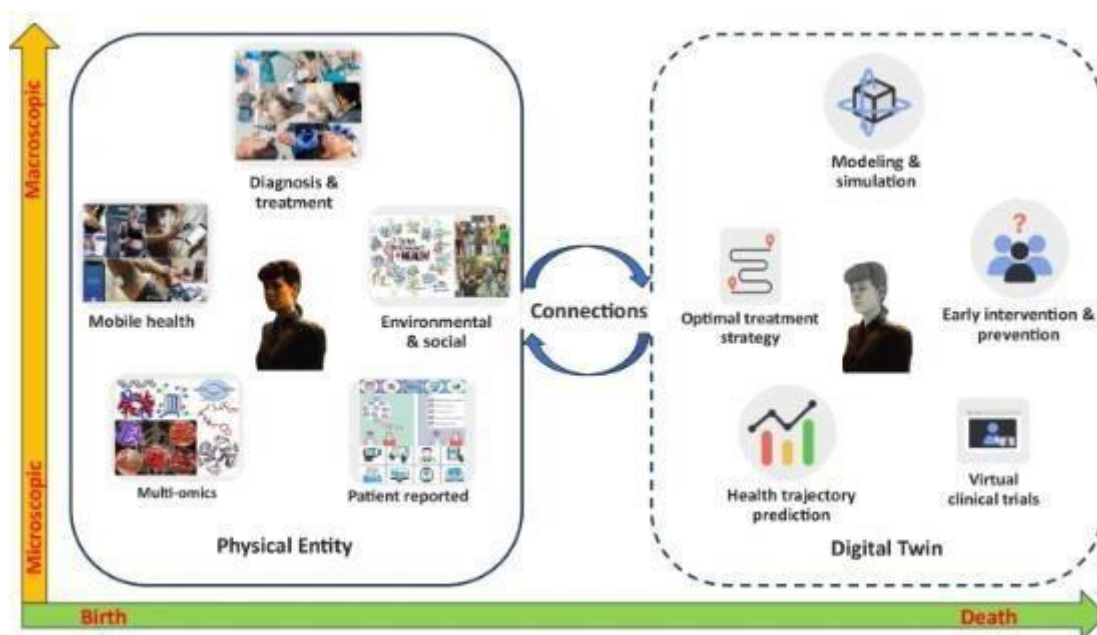 Macroscopic
Microscopic
Diagnosis &
treatment
Mobile health
Environmental
& social
Multi-omics
Patient reported
Physical Entity
Connections
Modeling &
simulation
?
Optimal treatment
strategy
Early intervention &
prevention
Health trajectory
prediction
Virtual
clinical trials
Digital Twin
Birth
Death